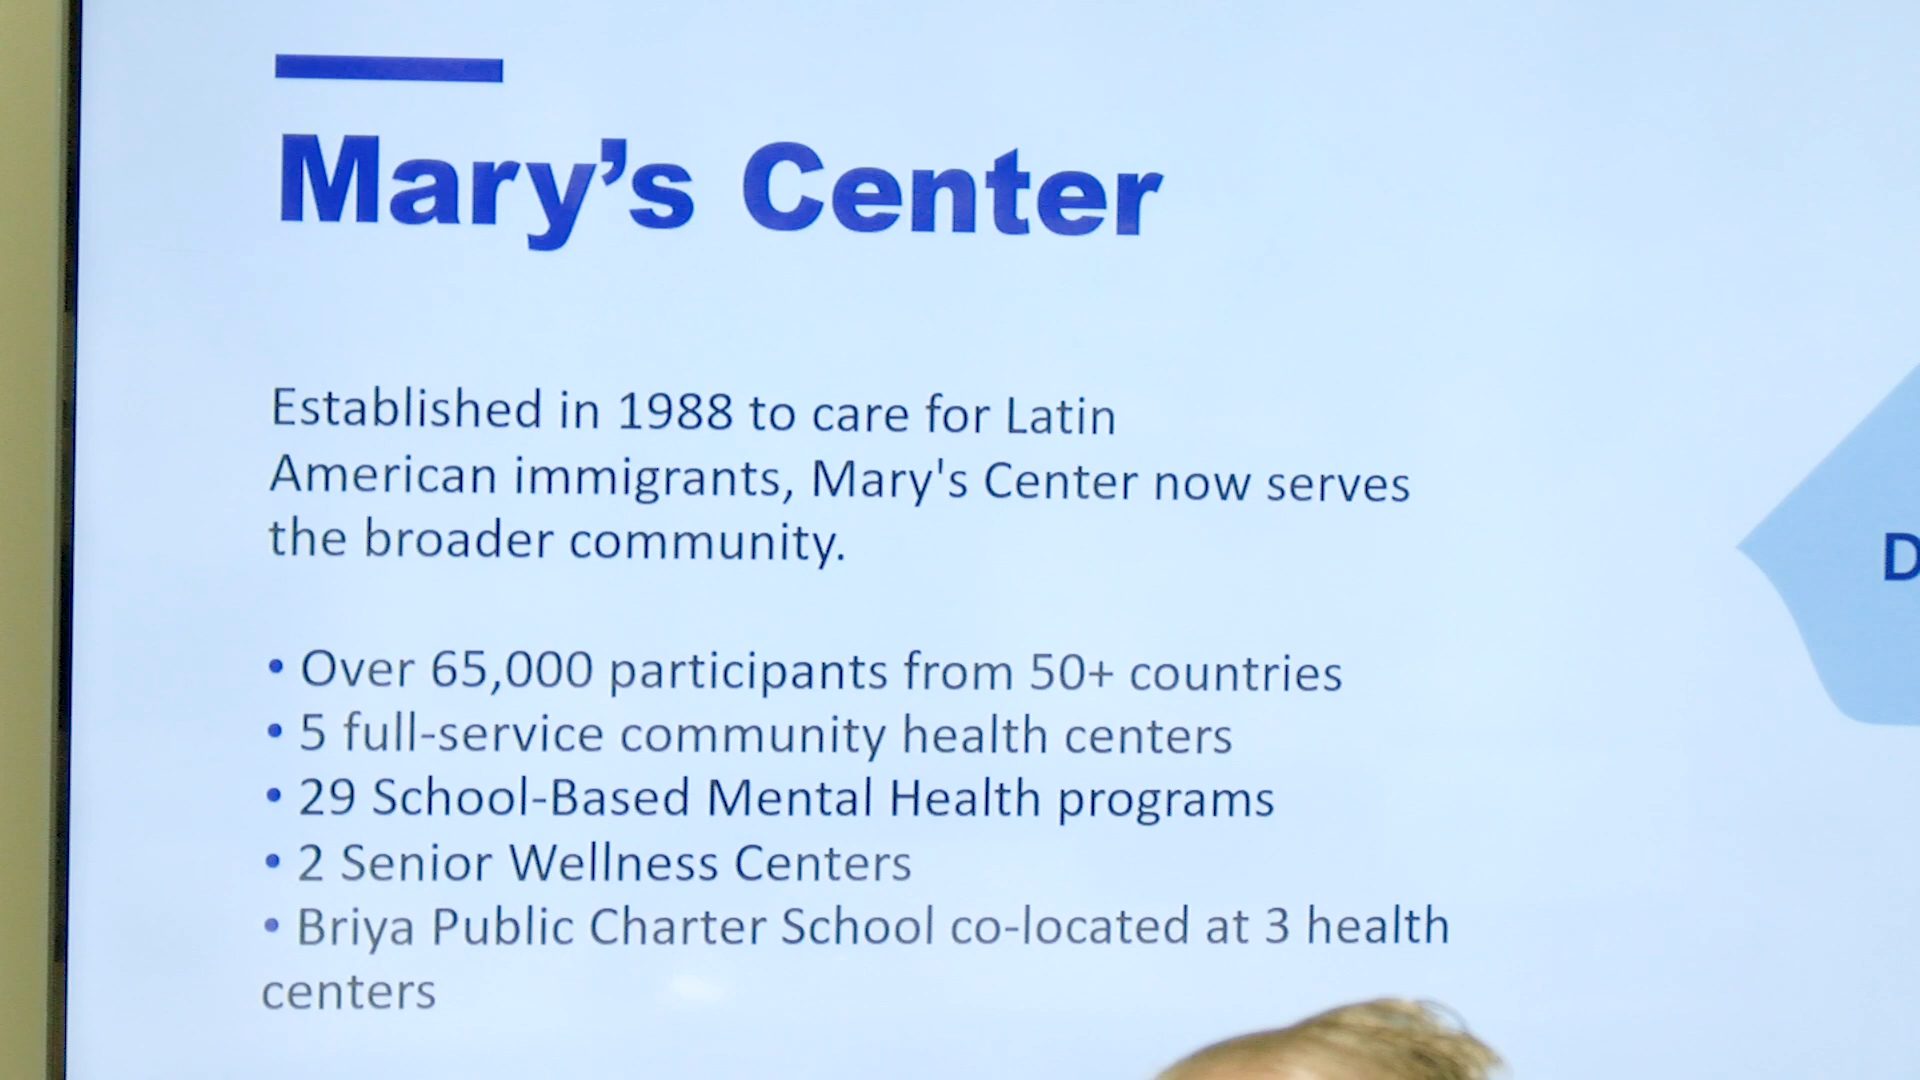 Mary’s Center
Established in 1988 to care for Latin
American immigrants, Mary's Center now serves
the broader community.
• Over 65,000 participants from 50+ countries
• 5 full-service community health centers
• 29 School-Based Mental Health programs
• 2 Senior Wellness Centers
• Briya Public Charter School co-located at 3 health
centers
D